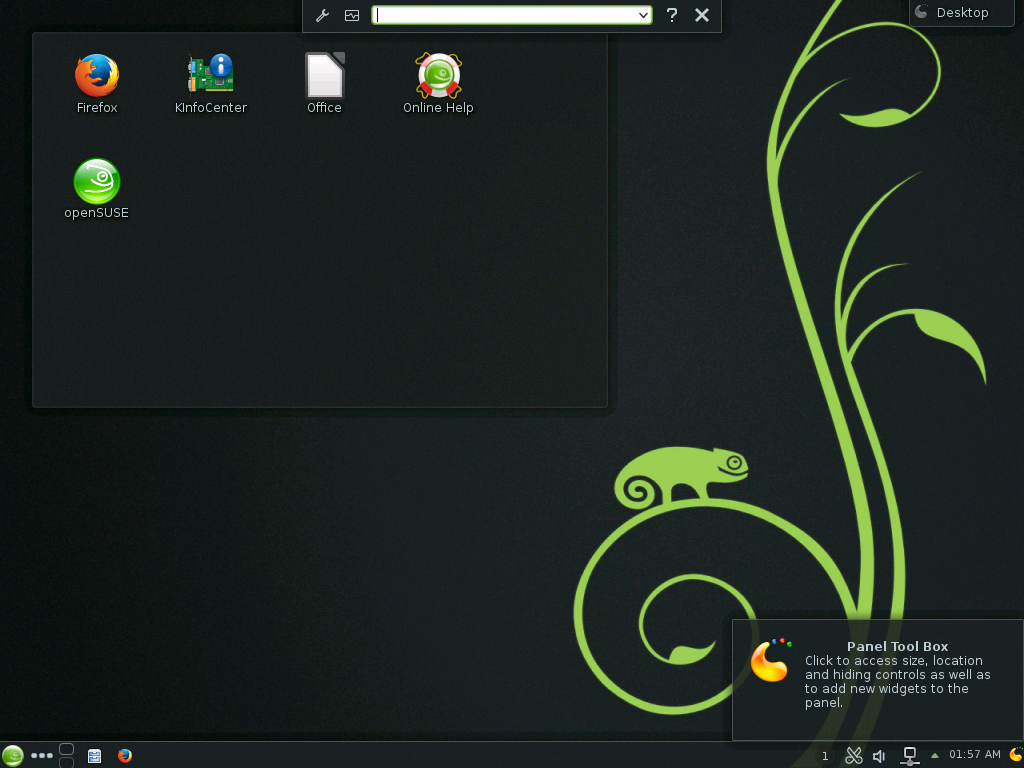 ? 
Desktop
Firefox
KInfoCenter
Office
Online Help
openSUSE
Panel Tool Box
Click to access size, location
and hiding controls as well as
to add new widgets to the
panel.
1
01:57 AM